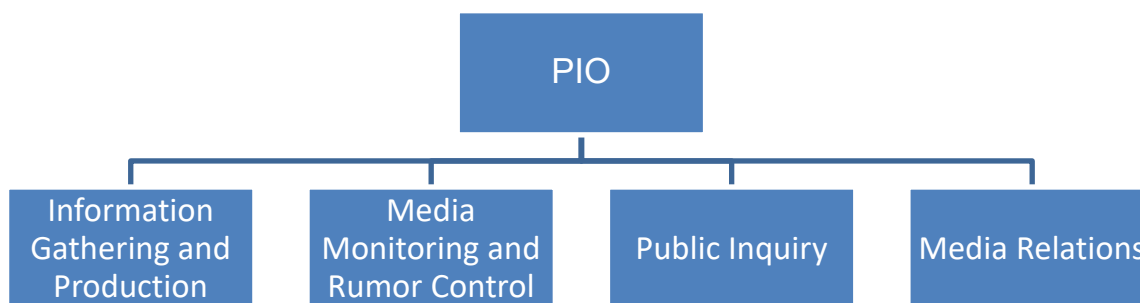 PIO
Information
Gathering and
Production
Media
Monitoring and
Rumor Control
Public Inquiry
Media Relations